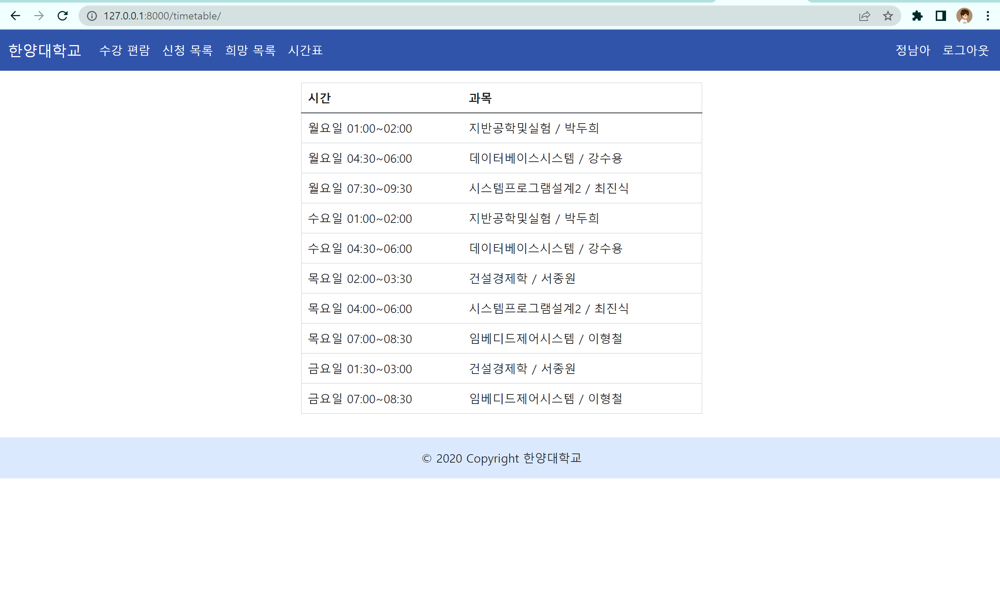 127.0.0.1:8000/timetable/
한양대학교 수강 편람 신청 목록 희망 목록 시간표 정남아 로그아웃
시간 과목
월요일 01:00~02:00 지반공학및실험 / 박두희
월요일 04:30~06:00 데이터베이스시스템 / 강수용
월요일 07:30~09:30 시스템프로그램설계2 / 최진식
수요일 01:00~02:00 지반공학및실험 / 박두희
수요일 04:30~06:00 데이터베이스시스템 / 강수용
목요일 02:00~03:30 건설경제학 / 서종원
목요일 04:00~06:00 시스템프로그램설계2 / 최진식
목요일 07:00~08:30 임베디드제어시스템 / 이형철
금요일 01:30~03:00 건설경제학 / 서종원
금요일 07:00~08:30 임베디드제어시스템 / 이형철
© 2020 Copyright 한양대학교